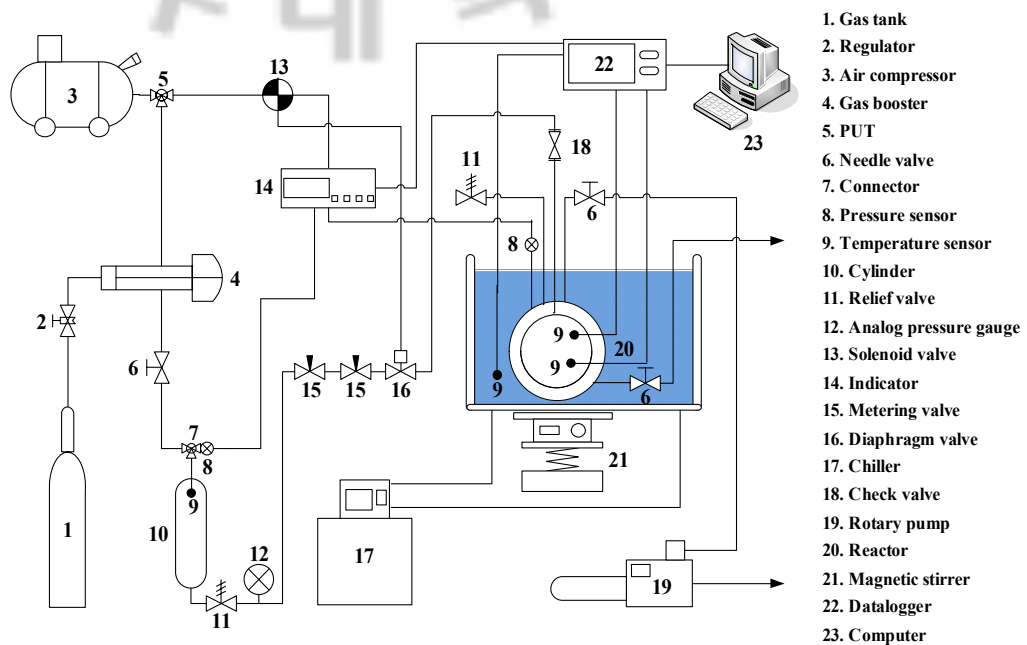 13
22
5
3
23
18
11
14
6
8
4
2
9
20
6
9
15
15
16
9
6
7
8
21
9
10
1
12
17
19
11
1. Gas tank
2. Regulator
3. Air compressor
4. Gas booster
5. PUT
6. Needle valve
7. Connector
8. Pressure sensor
9. Temperature sensor
10. Cylinder
11. Relief valve
12. Analog pressure gauge
13. Solenoid valve
14. Indicator
15. Metering valve
16. Diaphragm valve
17. Chiller
18. Check valve
19. Rotary pump
20. Reactor
21. Magnetic stirrer
22. Datalogger
23. Computer